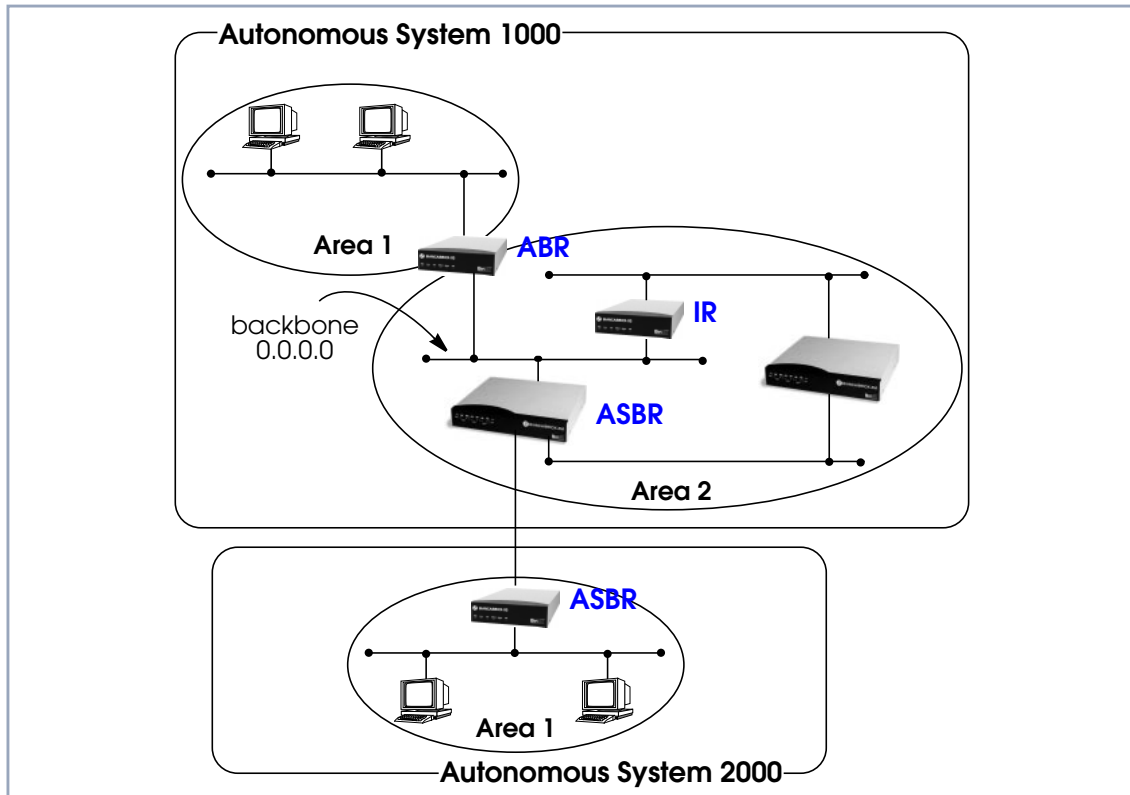 Autonomous System 1000
Area 1
ABR
IR
backbone
0.0.0.0
ASBR
Area 2
ASBR
Area 1
Autonomous System 2000